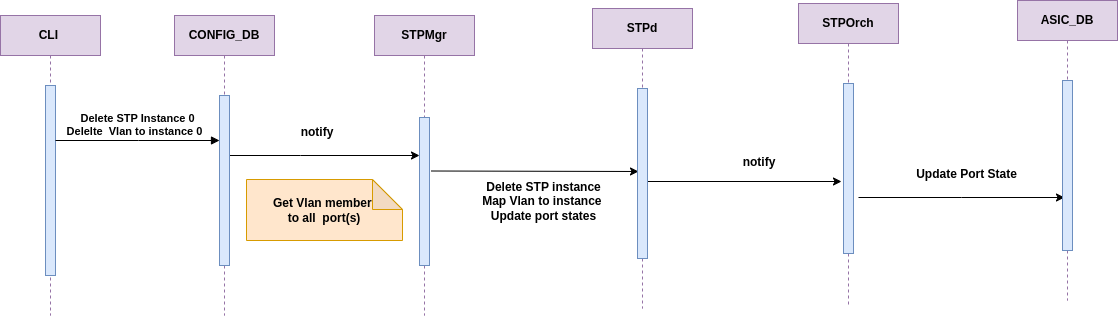 CLI
CONFIG_DB
STPMgr
STPd
STPOrch
ASIC_DB
Delete STP Instance 0
Delelte Vlan to instance 0
notify
Get Vlan member
to all port(s)
Delete STP instance
Map Vlan to instance
Update port states
notify
Update Port State